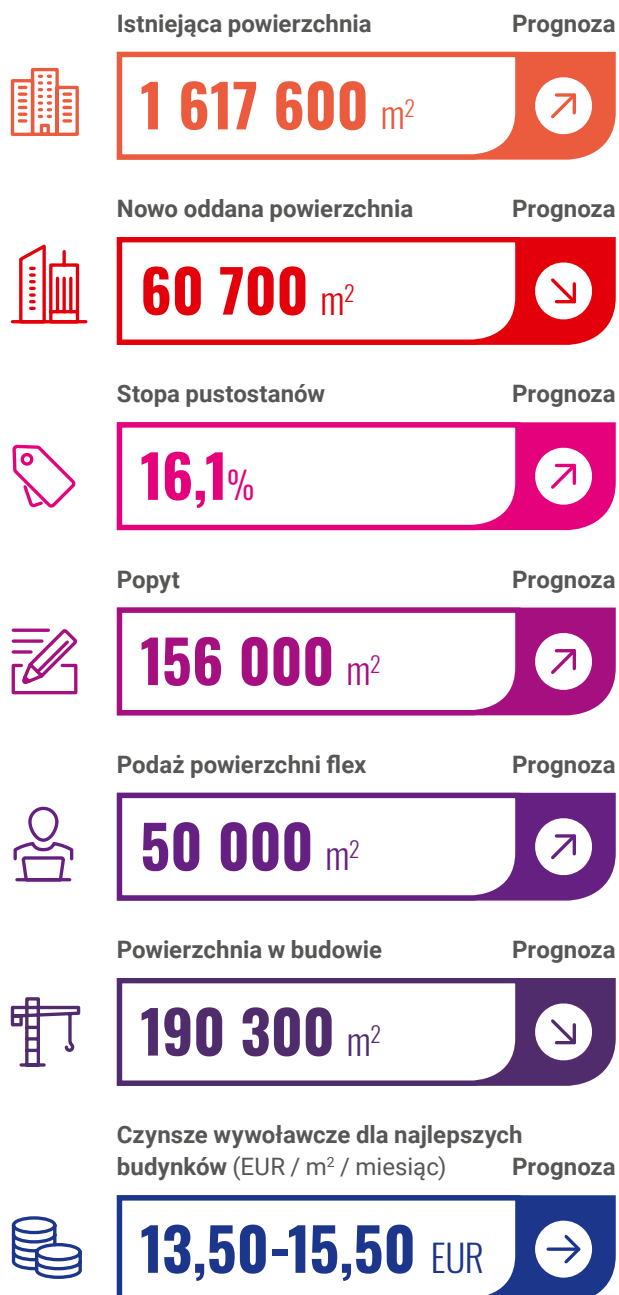 Istniejąca powierzchnia Prognoza
1 617 600 m²
Nowo oddana powierzchnia Prognoza
60 700 m²
Stopa pustostanów Prognoza
16,1%
Popyt Prognoza
156 000 m²
Podaż powierzchni flex Prognoza
50 000 m²
Powierzchnia w budowie Prognoza
190 300 m²
Czynsze wywoławcze dla najlepszych
budynków (EUR / m² / miesiąc) Prognoza
13,50-15,50 EUR